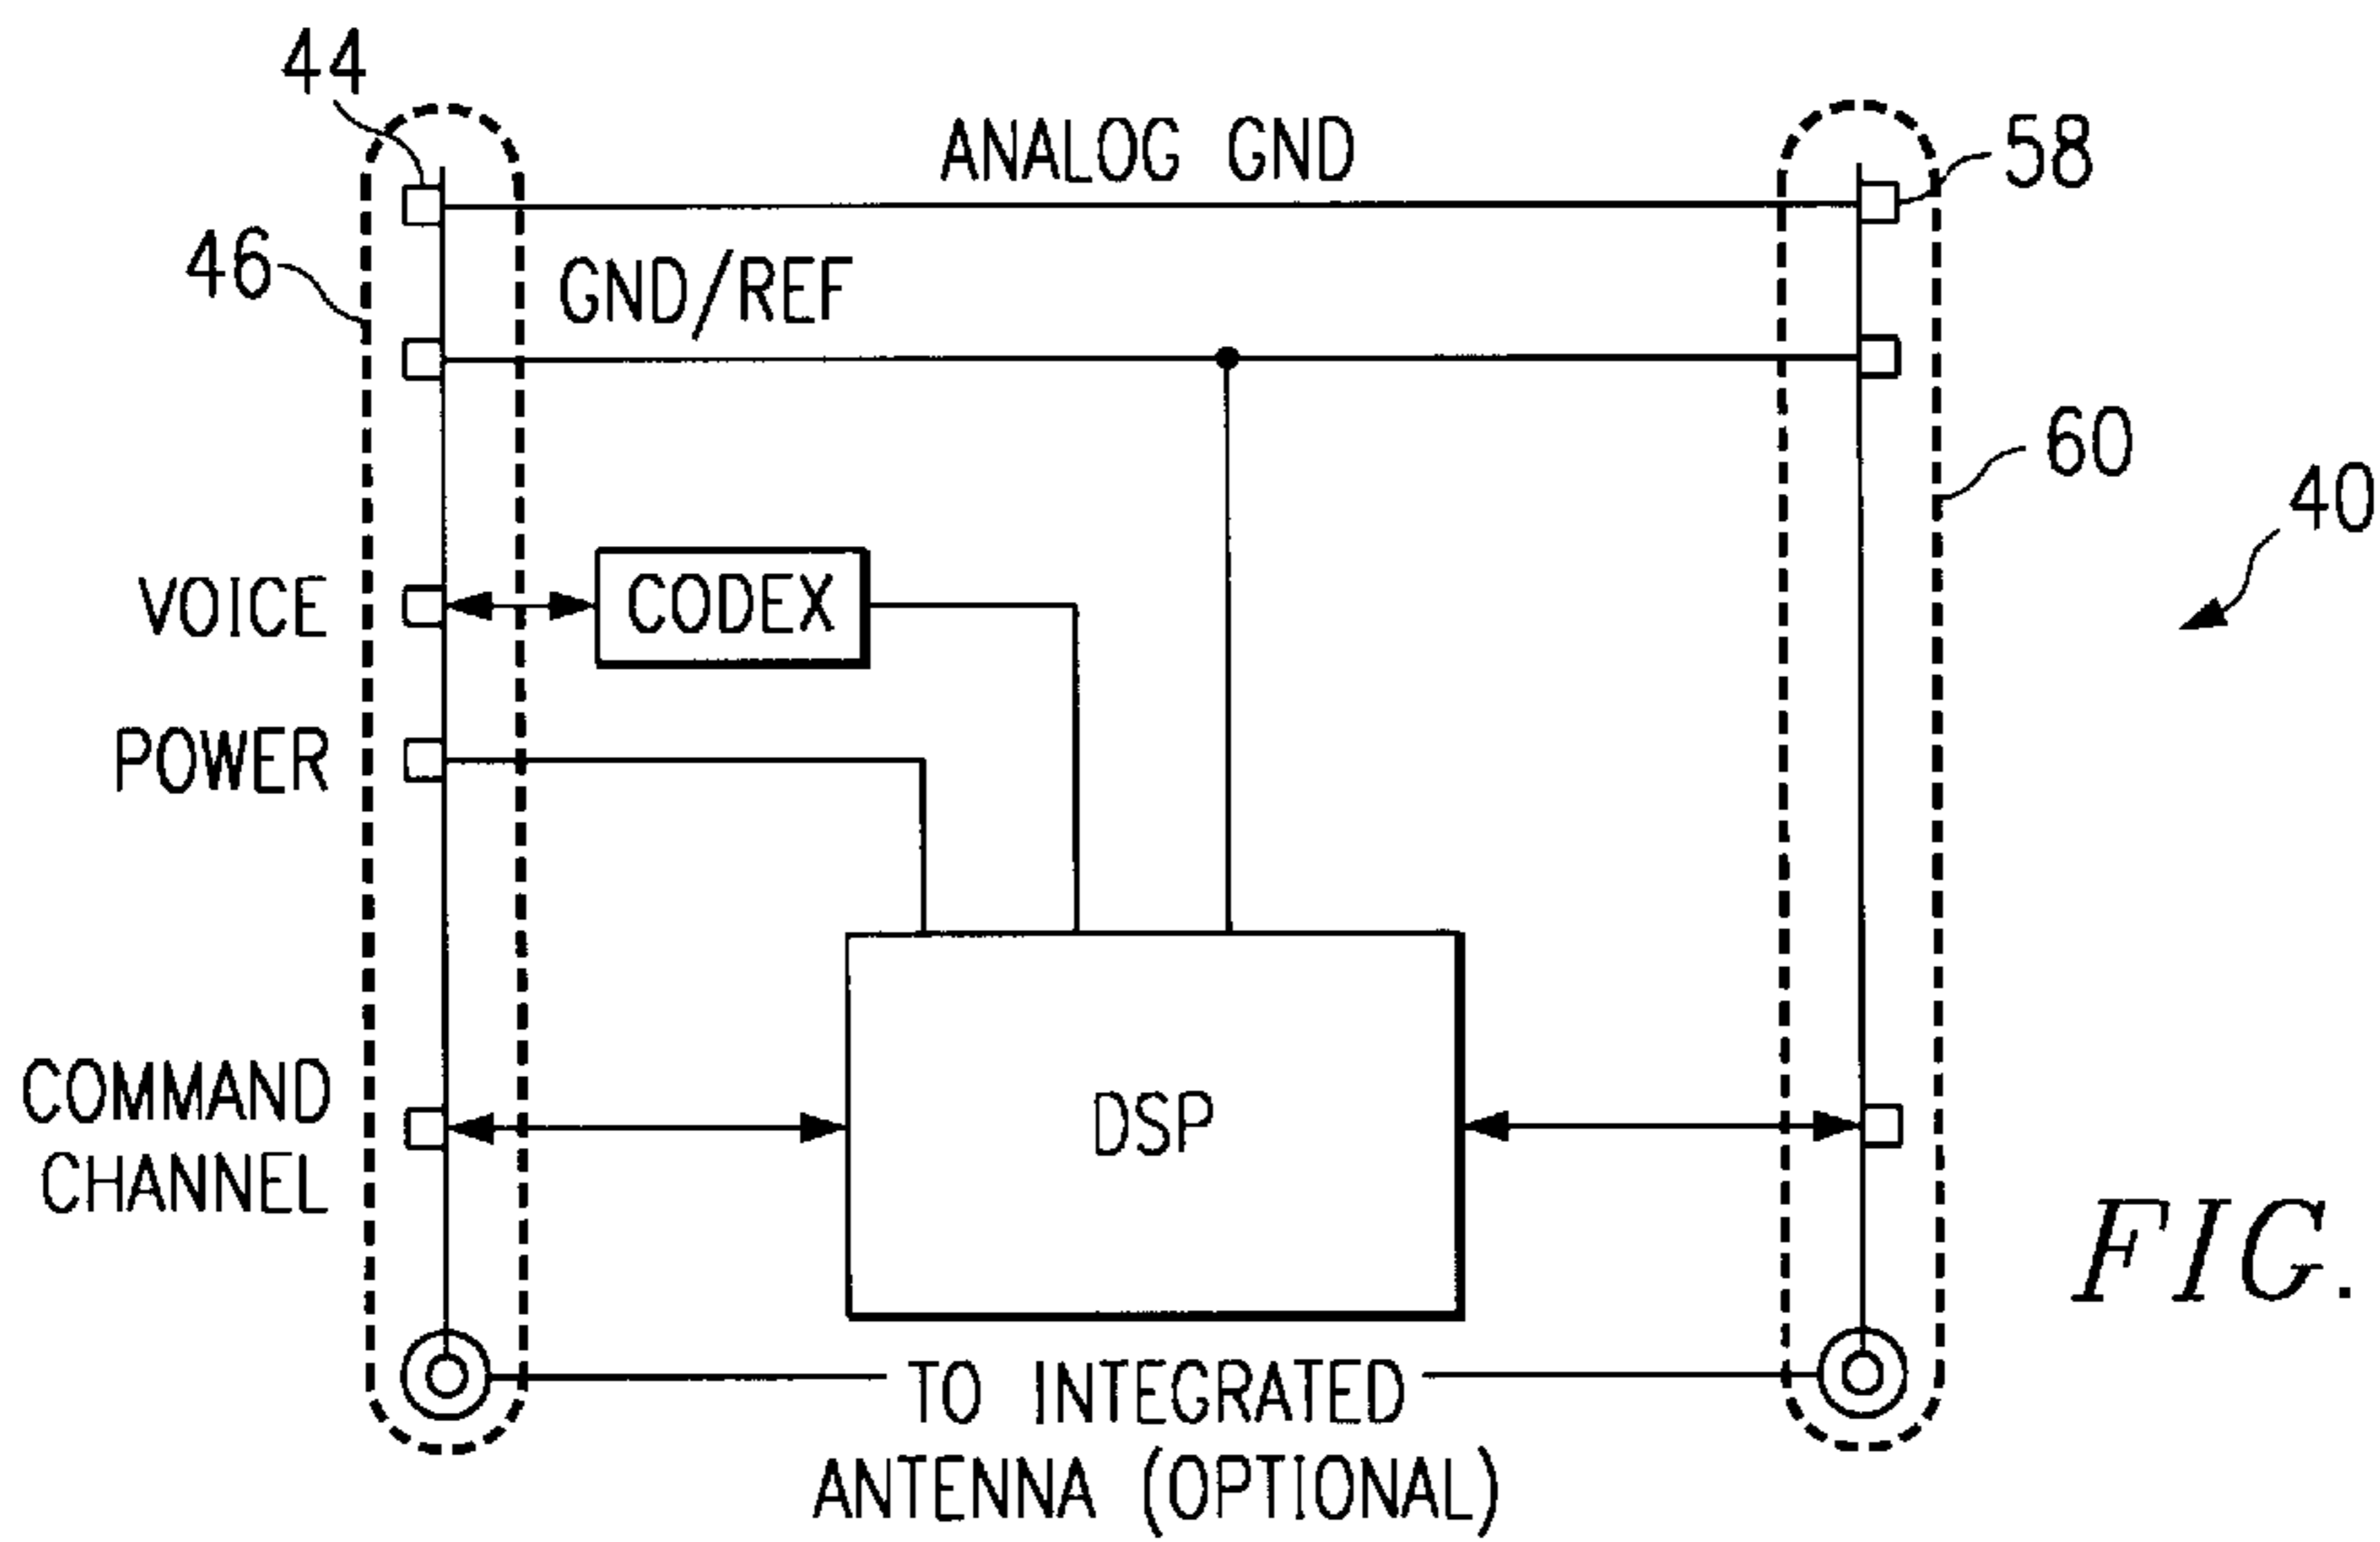 44
ANALOG GND
58
46
GND/REF
60
40
VOICE
CODEX
POWER
COMMAND
CHANNEL
DSP
FIG.
TO INTEGRATED
ANTENNA (OPTIONAL)